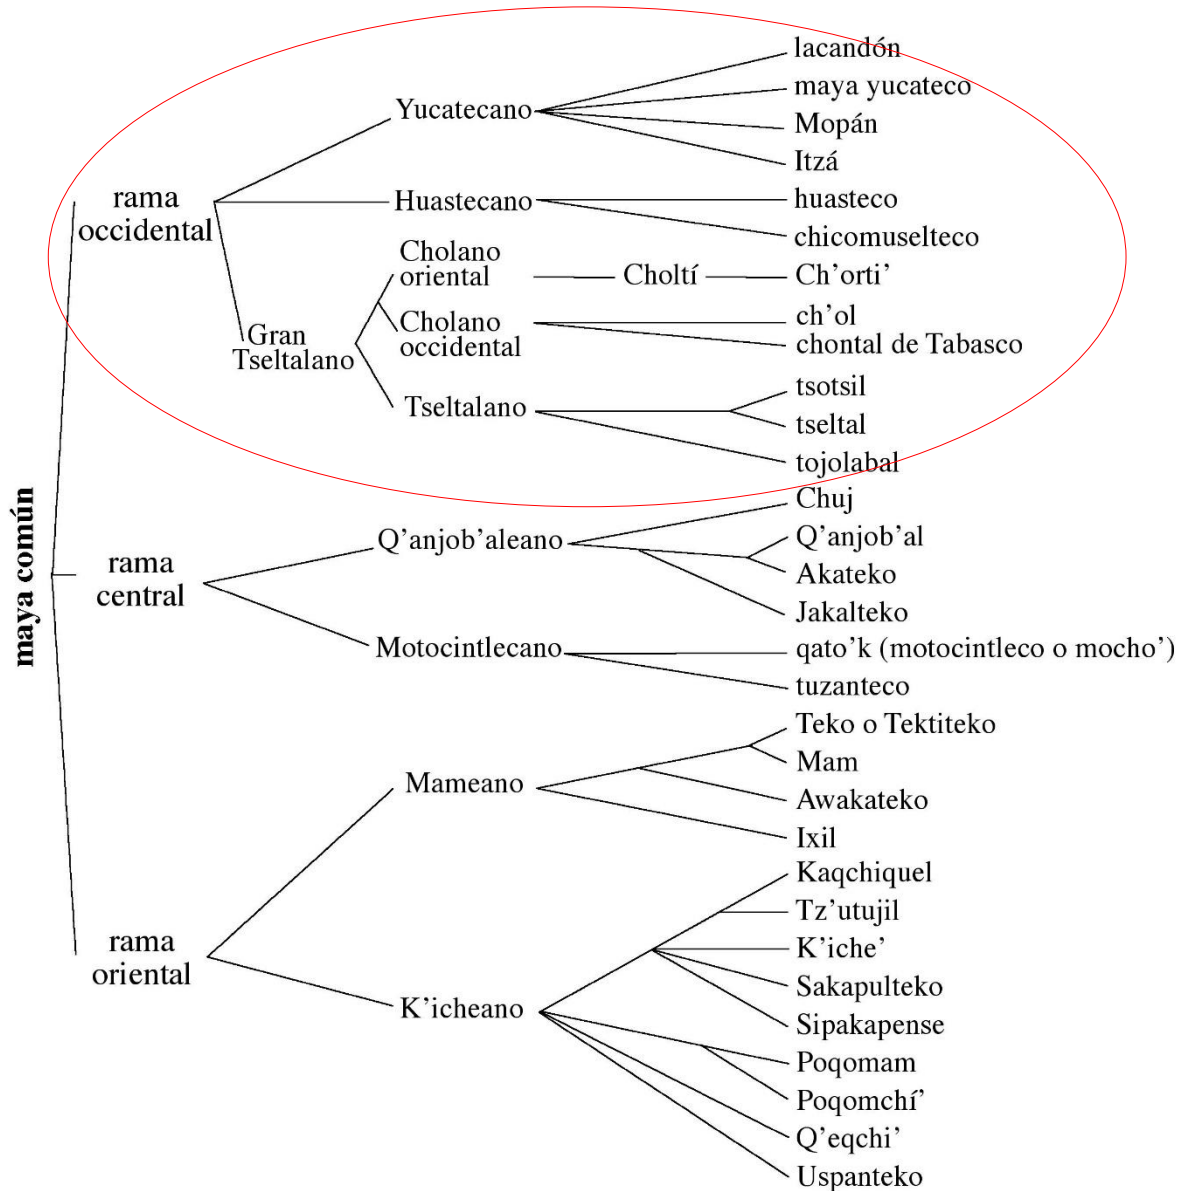 lacandón
maya yucateco
Yucatecano
Mopán
Itzá
rama
occidental
Huastecano
huasteco
chicomuselteco
Cholano
oriental
Choltí
Ch’orti’
Gran
Tseltalano
Cholano
occidental
ch’ol
chontal de Tabasco
tsotsil
Tseltalano
tseltal
tojolabal
maya común
Chuj
Q’anjob’aleano
Q’anjob’al
rama
central
Akateko
Jakalteko
Motocintlecano
qato’k (motocintleco o mocho’)
tuzanteco
Teko o Tektiteko
Mam
Mameano
Awakateko
Ixil
Kaqchiquel
Tz’utujil
rama
oriental
K’iche’
Sakapulteko
K’icheano
Sipakapense
Poqomam
Poqomchí’
Q’eqchi’
Uspanteko